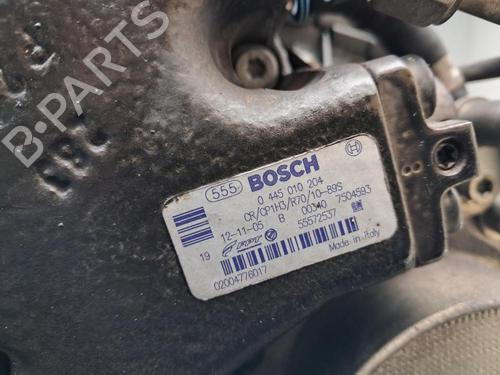 B-PARTS
555 BOSCH
0 445 010 204
CR/CP1H3/R70/10-89S
12-11-05 B 00340 7504593
19 55572537
Made in Italy
02004776017